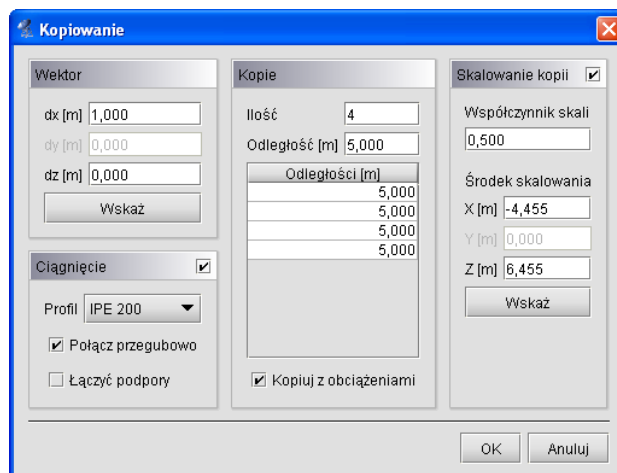 Kopiowanie
Wektor
dx [m] 1,000
dy [m] 0,000
dz [m] 0,000
Wskaż
Ciągnięcie
Profil IPE 200
Połącz przegubowo
Łączyć podpory
Kopie
Ilość 4
Odległość [m] 5,000
Odległości [m]
5,000
5,000
5,000
5,000
Kopiuj z obciążeniami
Skalowanie kopii
Współczynnik skali
0,500
Środek skalowania
X [m] -4,455
Y [m] 0,000
Z [m] 6,455
Wskaż
OK
Anuluj